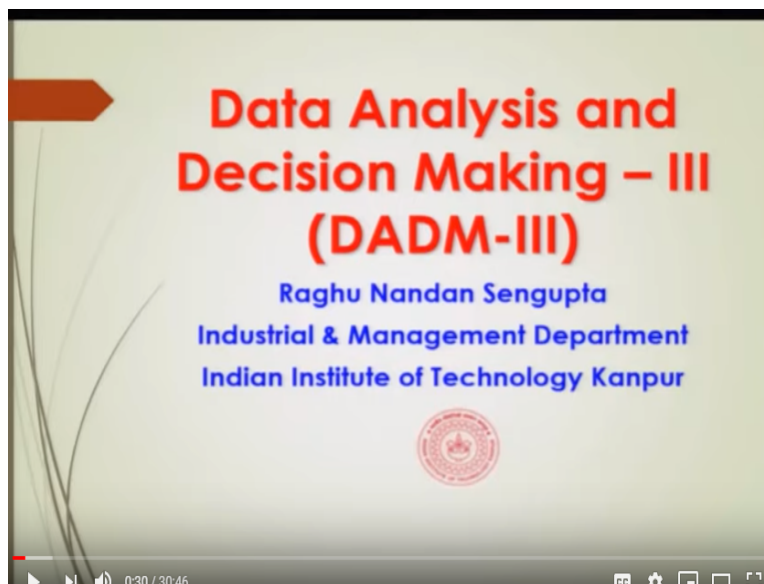 Data Analysis and
Decision Making – III
(DADM-III)
Raghu Nandan Sengupta
Industrial & Management Department
Indian Institute of Technology Kanpur
0:30 / 30:46
CC